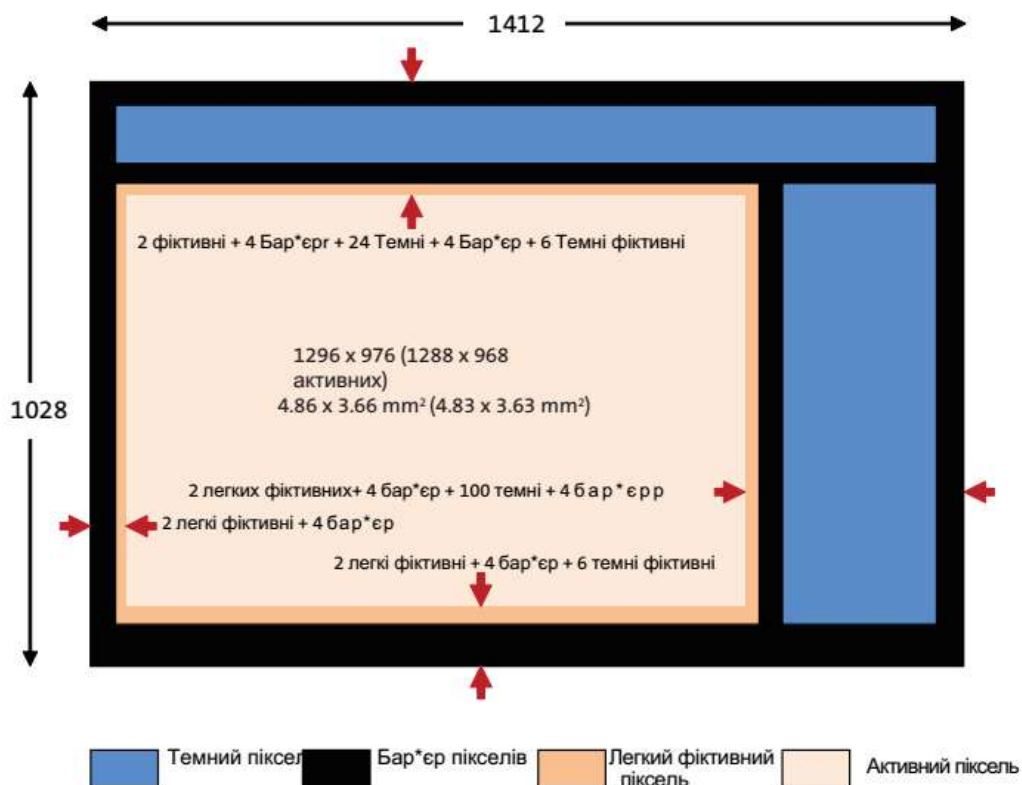 1412
2 фіктивні + 4 Бар*єрr + 24 Темні + 4 Бар*єр + 6 Темні фіктивні
1296 x 976 (1288 x 968
активних)
4.86 x 3.66 mm² (4.83 x 3.63 mm²)
1028
2 легких фіктивних+ 4 бар*єр + 100 темні + 4 б а р * є р р
2 легкі фіктивні + 4 бар*єр
2 легкі фіктивні + 4 бар*єр + 6 темні фіктивні
Темний піксел
Бар*єр пікселів
Легкий фіктивний
піксель
Активний піксель